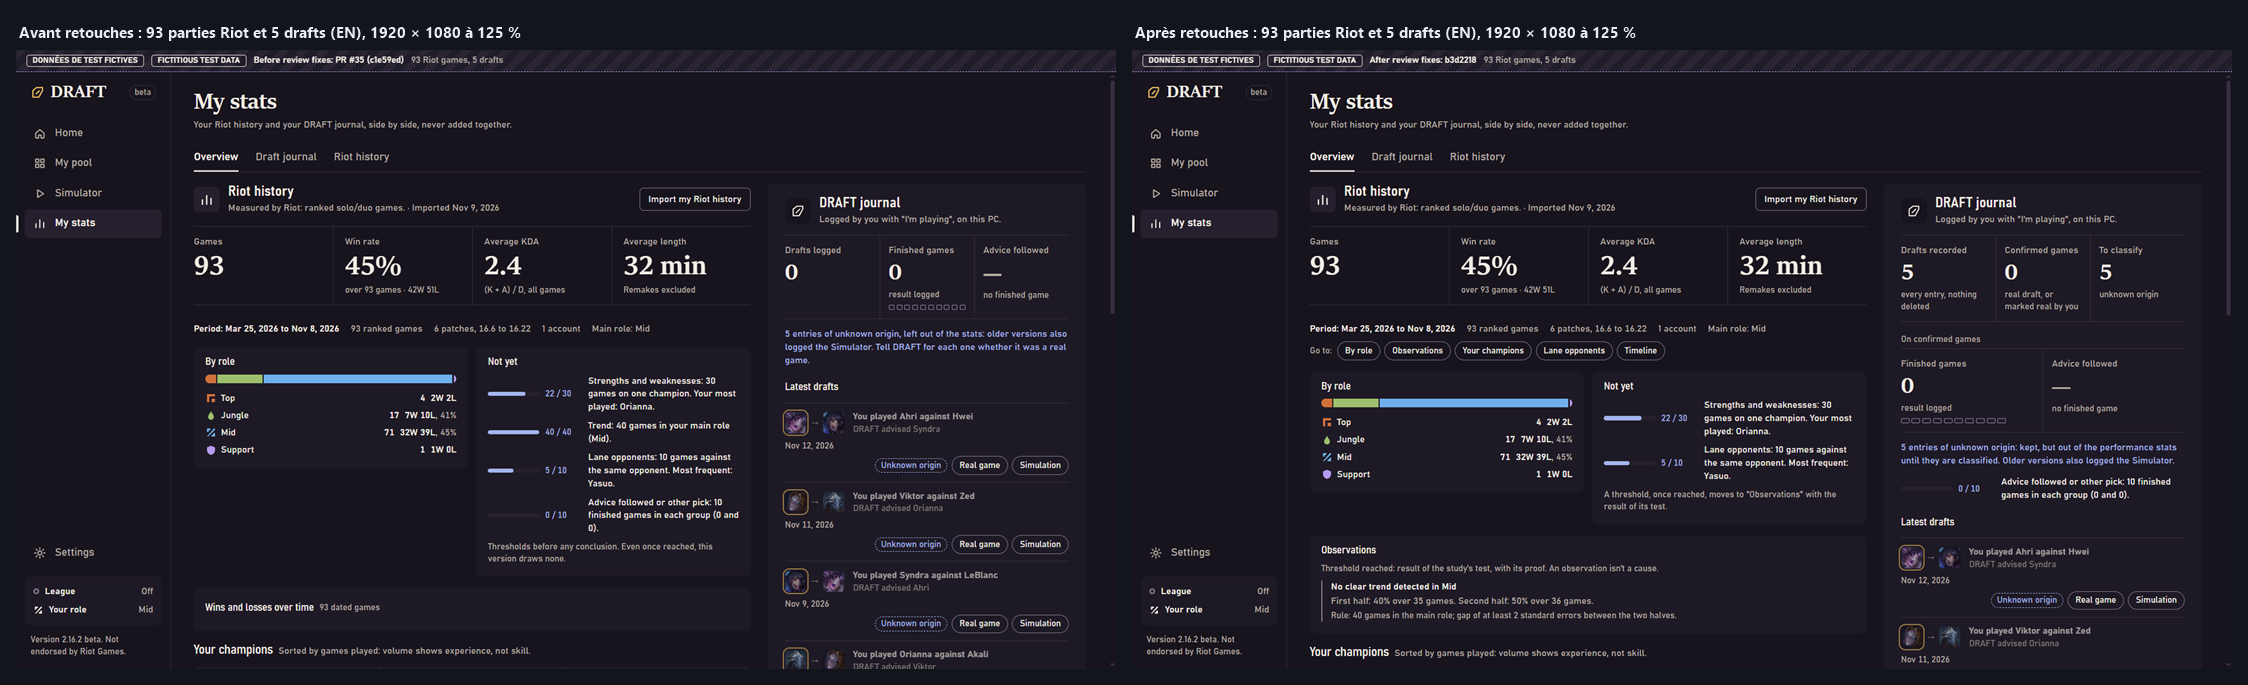 Avant retouches : 93 parties Riot et 5 drafts (EN), 1920 × 1080 à 125 %
DONNÉES DE TEST FICTIVES
FICTITIOUS TEST DATA
Before review fixes: PR #35 (c1e59ed)
93 Riot games, 5 drafts
DRAFT
beta
Home
My pool
Simulator
My stats
Settings
League
Off
Your role
Mid
Version 2.16.2 beta. Not
endorsed by Riot Games.
My stats
Your Riot history and your DRAFT journal, side by side, never added together.
Overview
Draft journal
Riot history
Riot history
Measured by Riot: ranked solo/duo games. · Imported Nov 9, 2026
Import my Riot history
Games
93
Win rate
45%
over 93 games · 42W 51L
Average KDA
2.4
(K + A) / D, all games
Average length
32 min
Remakes excluded
Period: Mar 25, 2026 to Nov 8, 2026
93 ranked games
6 patches, 16.6 to 16.22
1 account
Main role: Mid
By role
Top
4 2W 2L
Jungle
17 7W 10L, 41%
Mid
71 32W 39L, 45%
Support
1 1W 0L
Not yet
22 / 30
Strengths and weaknesses: 30
games on one champion. Your most
played: Orianna.
40 / 40
Trend: 40 games in your main role
(Mid).
5 / 10
Lane opponents: 10 games against
the same opponent. Most frequent:
Yasuo.
0 / 10
Advice followed or other pick: 10
finished games in each group (0 and
0).
Thresholds before any conclusion. Even once reached, this
version draws none.
Wins and losses over time
93 dated games
Your champions
Sorted by games played: volume shows experience, not skill.
DRAFT journal
Logged by you with "I'm playing", on this PC.
Drafts logged
0
Finished games
0
result logged
Advice followed
—
no finished game
5 entries of unknown origin, left out of the stats: older versions also
logged the Simulator. Tell DRAFT for each one whether it was a real
game.
Latest drafts
You played Ahri against Hwei
DRAFT advised Syndra
Nov 12, 2026
Unknown origin
Real game
Simulation
You played Viktor against Zed
DRAFT advised Orianna
Nov 11, 2026
Unknown origin
Real game
Simulation
You played Syndra against LeBlanc
DRAFT advised Ahri
Nov 9, 2026
Unknown origin
Real game
Simulation
You played Orianna against Akali
DRAFT advised Viktor
Après retouches : 93 parties Riot et 5 drafts (EN), 1920 × 1080 à 125 %
DONNÉES DE TEST FICTIVES
FICTITIOUS TEST DATA
After review fixes: b3d2218
93 Riot games, 5 drafts
DRAFT
beta
Home
My pool
Simulator
My stats
Settings
League
Off
Your role
Mid
Version 2.16.2 beta. Not
endorsed by Riot Games.
My stats
Your Riot history and your DRAFT journal, side by side, never added together.
Overview
Draft journal
Riot history
Riot history
Measured by Riot: ranked solo/duo games. · Imported Nov 9, 2026
Import my Riot history
Games
93
Win rate
45%
over 93 games · 42W 51L
Average KDA
2.4
(K + A) / D, all games
Average length
32 min
Remakes excluded
Period: Mar 25, 2026 to Nov 8, 2026
93 ranked games
6 patches, 16.6 to 16.22
1 account
Main role: Mid
Go to:
By role
Observations
Your champions
Lane opponents
Timeline
By role
Top
4 2W 2L
Jungle
17 7W 10L, 41%
Mid
71 32W 39L, 45%
Support
1 1W 0L
Not yet
22 / 30
Strengths and weaknesses: 30
games on one champion. Your most
played: Orianna.
5 / 10
Lane opponents: 10 games against
the same opponent. Most frequent:
Yasuo.
A threshold, once reached, moves to "Observations" with the
result of its test.
Observations
Threshold reached: result of the study's test, with its proof. An observation isn't a cause.
No clear trend detected in Mid
First half: 40% over 35 games. Second half: 50% over 36 games.
Rule: 40 games in the main role; gap of at least 2 standard errors between the two halves.
Your champions
Sorted by games played: volume shows experience, not skill.
DRAFT journal
Logged by you with "I'm playing", on this PC.
Drafts recorded
5
every entry, nothing
deleted
Confirmed games
0
real draft, or
marked real by you
To classify
5
unknown origin
On confirmed games
Finished games
0
result logged
Advice followed
—
no finished game
5 entries of unknown origin: kept, but out of the performance stats
until they are classified. Older versions also logged the Simulator.
0 / 10
Advice followed or other pick: 10 finished
games in each group (0 and 0).
Latest drafts
You played Ahri against Hwei
DRAFT advised Syndra
Nov 12, 2026
Unknown origin
Real game
Simulation
You played Viktor against Zed
DRAFT advised Orianna
Nov 11, 2026